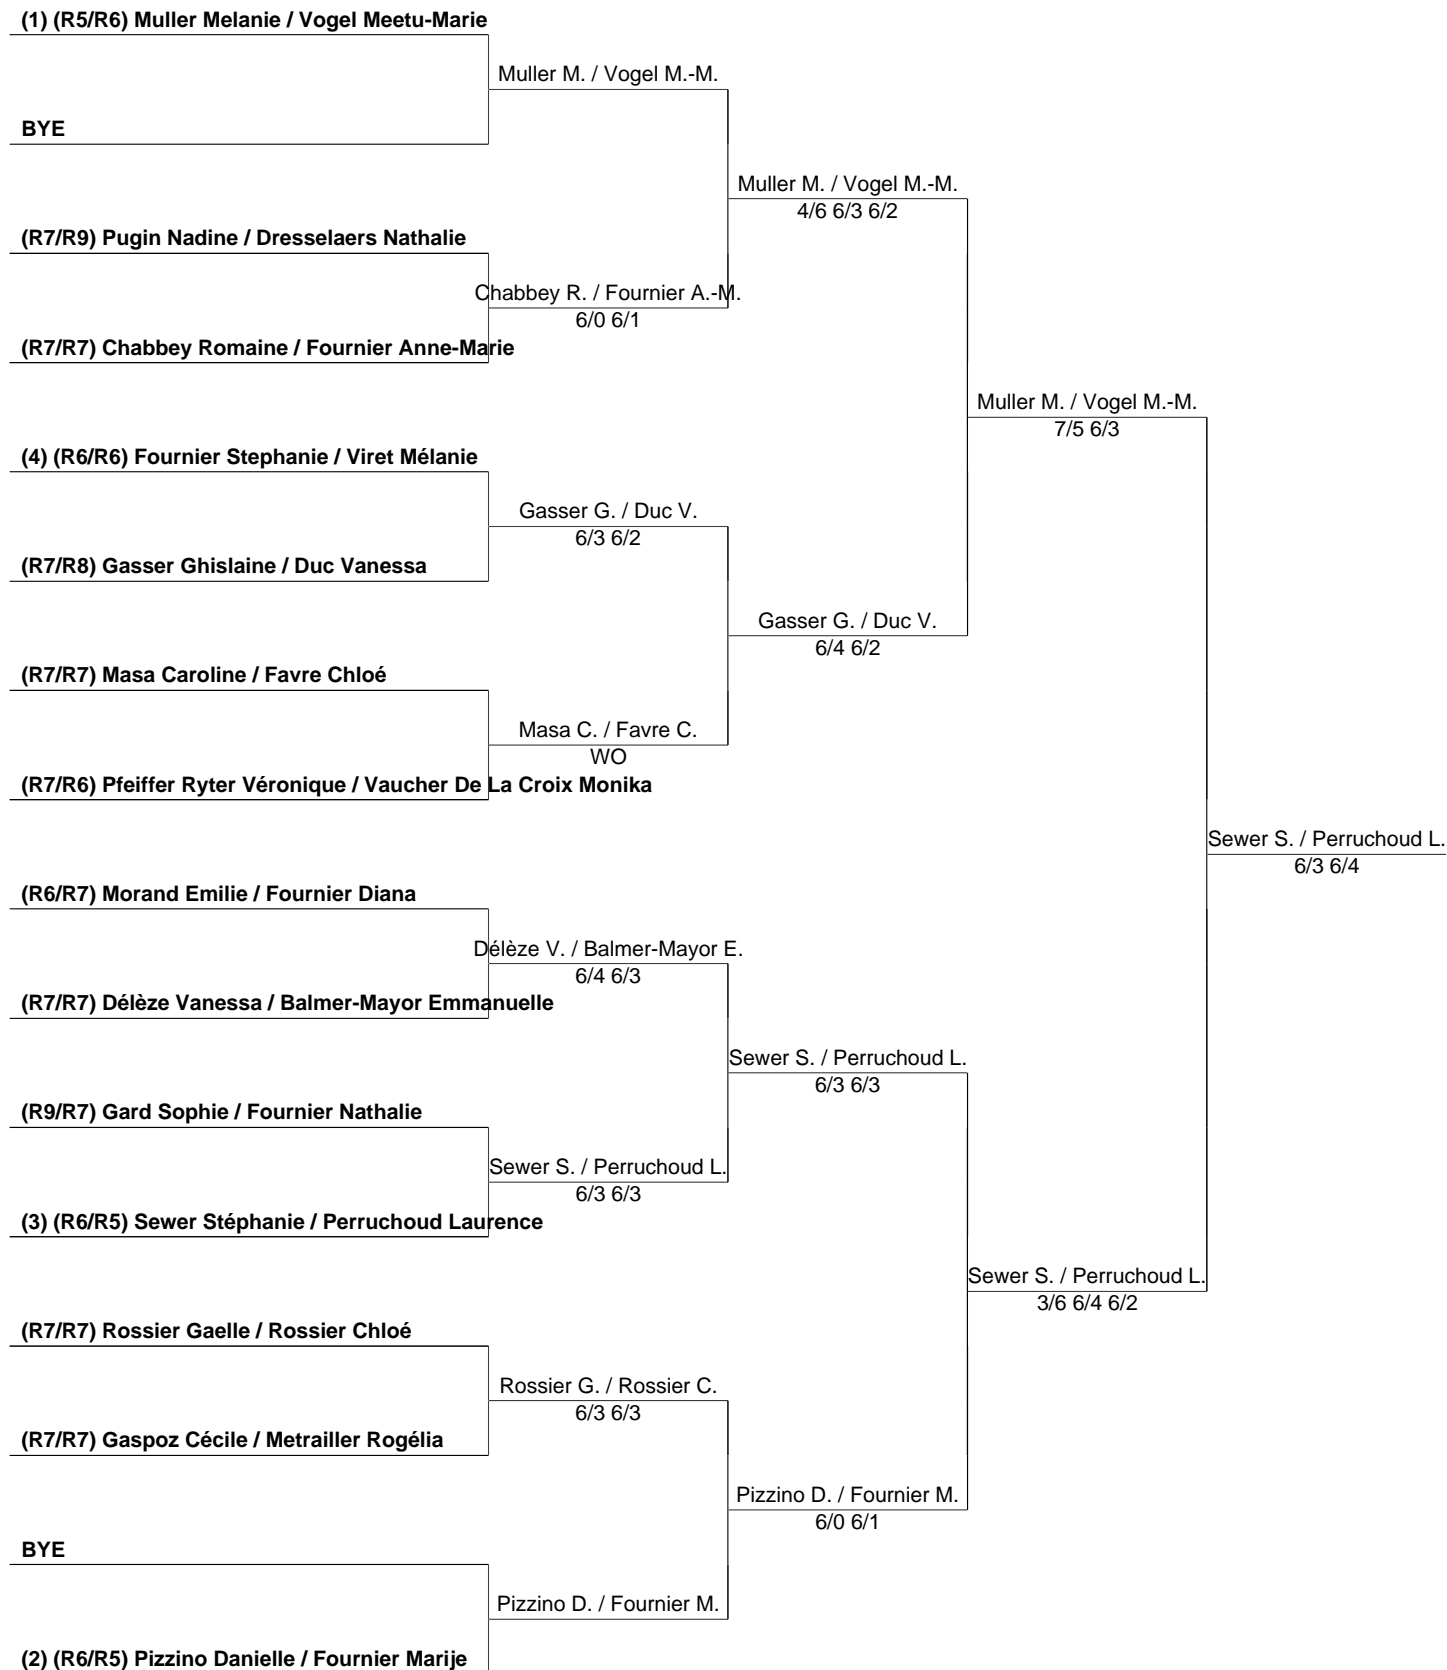 (1) (R5/R6) Muller Melanie / Vogel Meetu-Marie
Muller M. / Vogel M.-M.
BYE
Muller M. / Vogel M.-M.
4/6 6/3 6/2
(R7/R9) Pugin Nadine / Dresselaers Nathalie
Chabbey R. / Fournier A.-M.
6/0 6/1
(R7/R7) Chabbey Romaine / Fournier Anne-Marie
Muller M. / Vogel M.-M.
7/5 6/3
(4) (R6/R6) Fournier Stephanie / Viret Mélanie
Gasser G. / Duc V.
6/3 6/2
(R7/R8) Gasser Ghislaine / Duc Vanessa
Gasser G. / Duc V.
6/4 6/2
(R7/R7) Masa Caroline / Favre Chloé
Masa C. / Favre C.
WO
(R7/R6) Pfeiffer Ryter Véronique / Vaucher De La Croix Monika
Sewer S. / Perruchoud L.
6/3 6/4
(R6/R7) Morand Emilie / Fournier Diana
Délèze V. / Balmer-Mayor E.
6/4 6/3
(R7/R7) Délèze Vanessa / Balmer-Mayor Emmanuelle
Sewer S. / Perruchoud L.
6/3 6/3
(R9/R7) Gard Sophie / Fournier Nathalie
Sewer S. / Perruchoud L.
6/3 6/3
(3) (R6/R5) Sewer Stéphanie / Perruchoud Laurence
Sewer S. / Perruchoud L.
3/6 6/4 6/2
(R7/R7) Rossier Gaelle / Rossier Chloé
Rossier G. / Rossier C.
6/3 6/3
(R7/R7) Gaspoz Cécile / Metrailler Rogélia
Pizzino D. / Fournier M.
6/0 6/1
BYE
Pizzino D. / Fournier M.
(2) (R6/R5) Pizzino Danielle / Fournier Marije